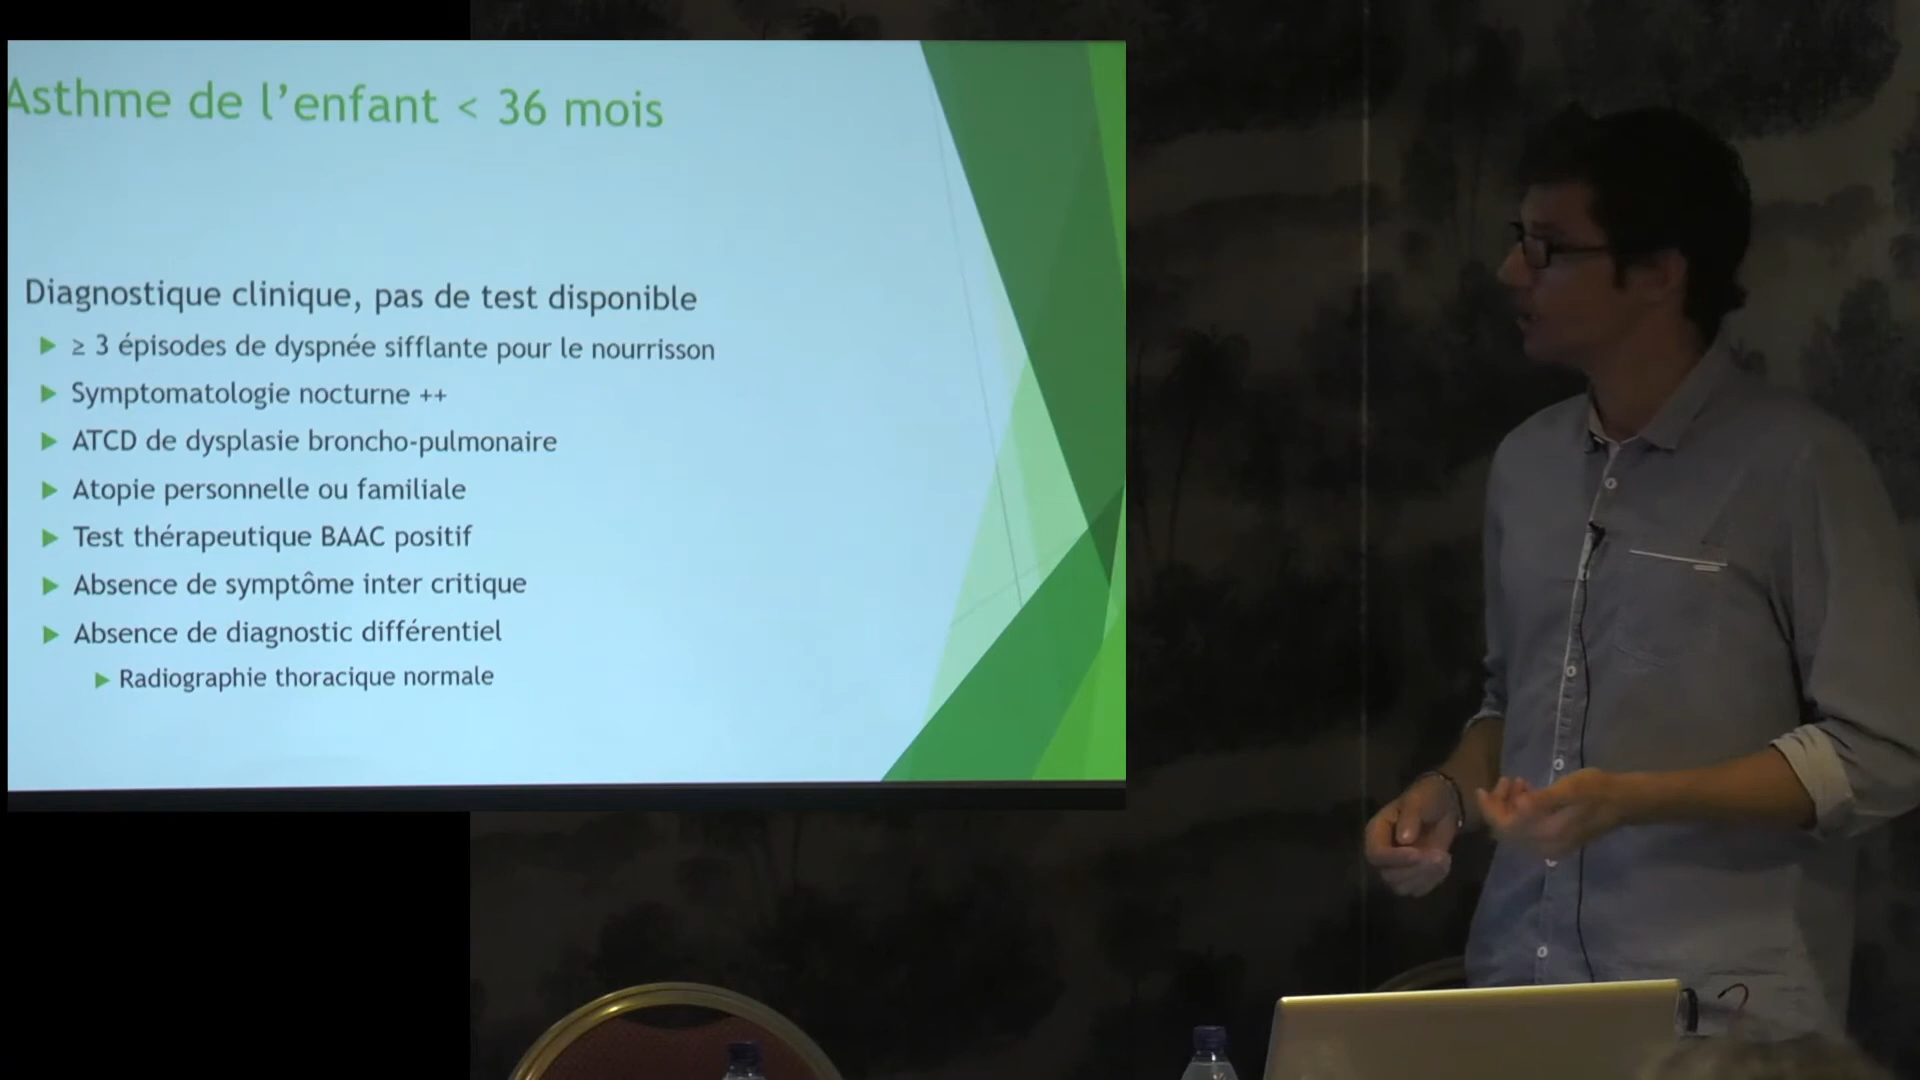 Asthme de l'enfant < 36 mois
Diagnostique clinique, pas de test disponible
≥ 3 épisodes de dyspnée sifflante pour le nourrisson
Symptomatologie nocturne ++
ATCD de dysplasie broncho-pulmonaire
Atopie personnelle ou familiale
Test thérapeutique BAAC positif
Absence de symptôme inter critique
Absence de diagnostic différentiel
Radiographie thoracique normale